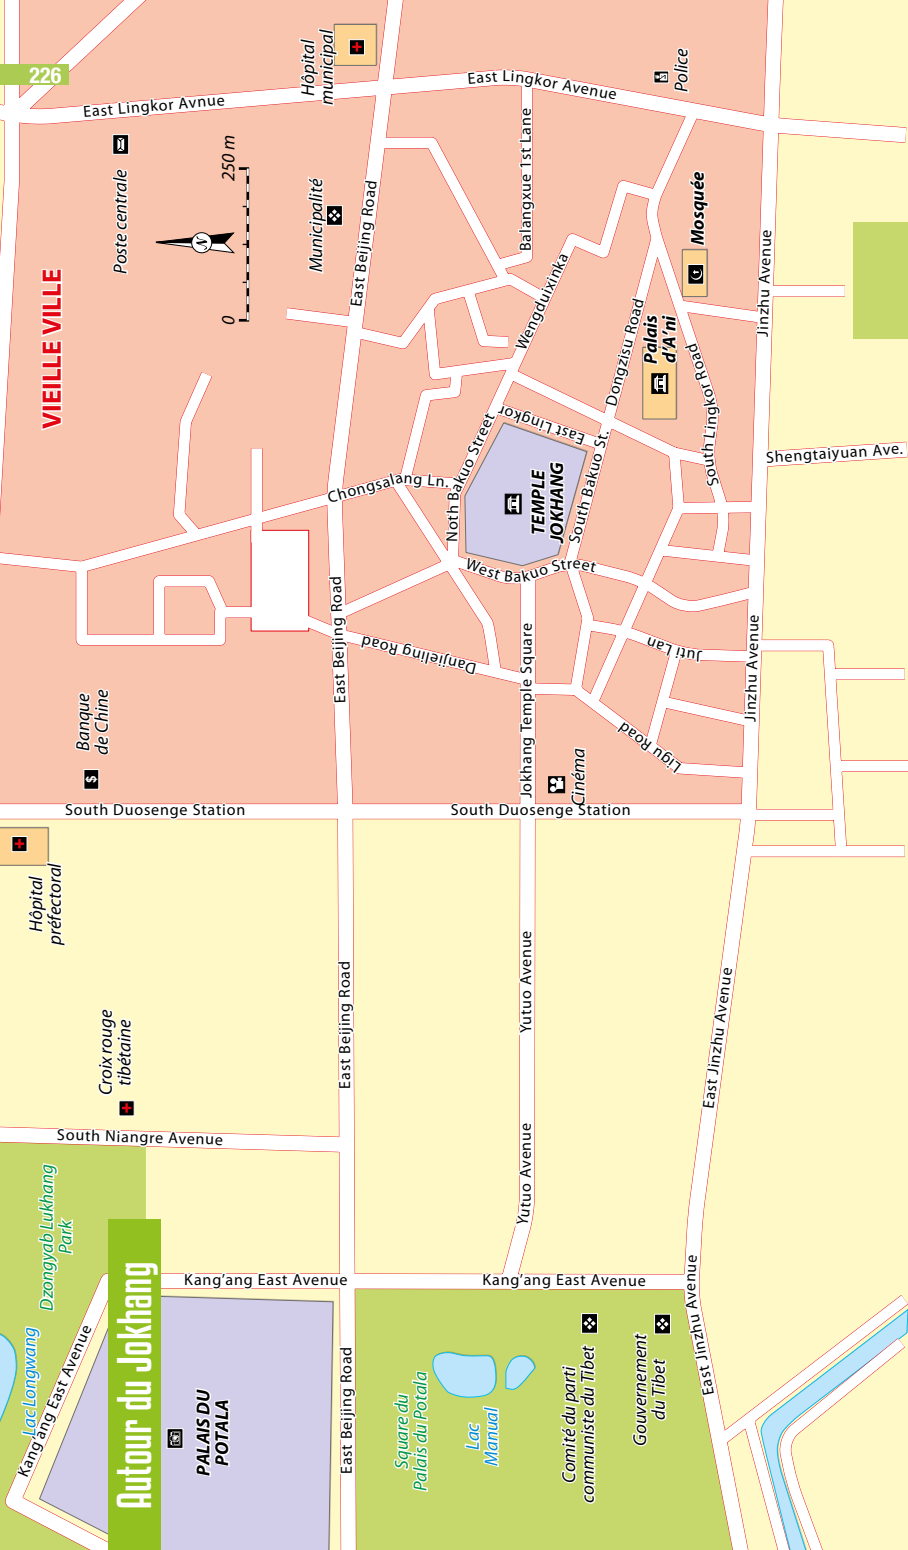 226
Autour du Jokhang
VIEILLE VILLE
Hôpital
municipal
Police
East Lingkor Avnue
East Lingkor Avenue
Poste centrale
250 m
0
N
Municipalité
East Beijing Road
Balangxue 1st Lane
Mosquée
Wengduixinka
Jinzhu Avenue
Dongzisu Road
Palais
d'A'ni
South Lingkor Road
East Lingkor
Noth Bakuo Street
Chongsalang Ln.
TEMPLE
JOKHANG
South Bakuo St.
Shengtaiyuan Ave.
West Bakuo Street
East Beijing Road
Danjieling Road
Jokhang Temple Square
Juti Lan
Jinzhu Avenue
Ligu Road
Banque
de Chine
Cinéma
South Duosenge Station
South Duosenge Station
Hôpital
préfectoral
East Beijing Road
Yutuo Avenue
East Jinzhu Avenue
Croix rouge
tibétaine
South Niangre Avenue
Yutuo Avenue
Dzongyab Lukhang
Park
Kang'ang East Avenue
Kang'ang East Avenue
East Jinzhu Avenue
Lac Longwang
Kang'ang East Avenue
PALAIS DU
POTALA
East Beijing Road
Square du
Palais du Potala
Lac
Manual
Comité du parti
communiste du Tibet
Gouvernement
du Tibet